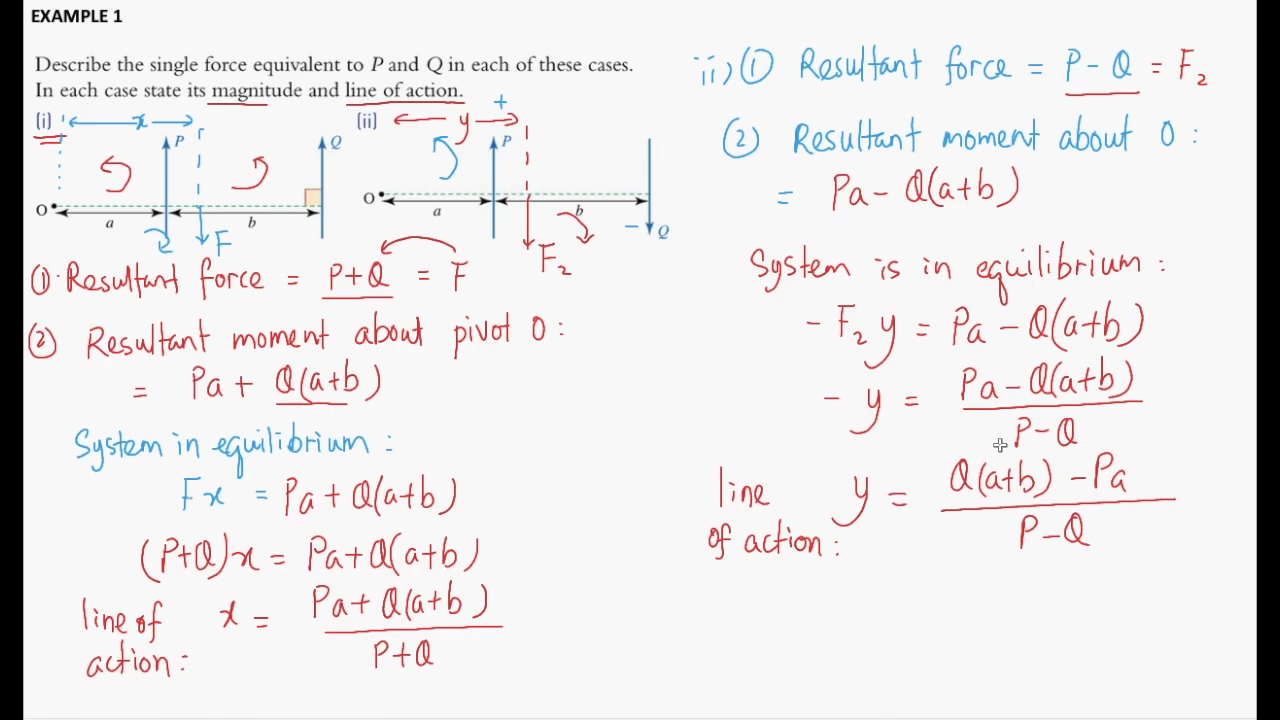 EXAMPLE 1
Describe the single force equivalent to P and Q in each of these cases.
In each case state its magnitude and line of action.
(i)
x
P
Q
O
a
b
F
(ii)
y
+
P
O
a
b
–
Q
F₂
①. Resultant force = P+Q = F
② Resultant moment about pivot O:
= Pa + Q(a+b)
System in equilibrium:
Fx = Pa + Q(a+b)
(P+Q)x = Pa + Q(a+b)
line of action: x = (Pa + Q(a+b))/(P+Q)
ii) ① Resultant force = P – Q = F₂
② Resultant moment about O:
= Pa – Q(a+b)
System is in equilibrium:
– F₂ y = Pa – Q(a+b)
– y = (Pa – Q(a+b))/(P – Q)
line of action: y = (Q(a+b) – Pa)/(P – Q)